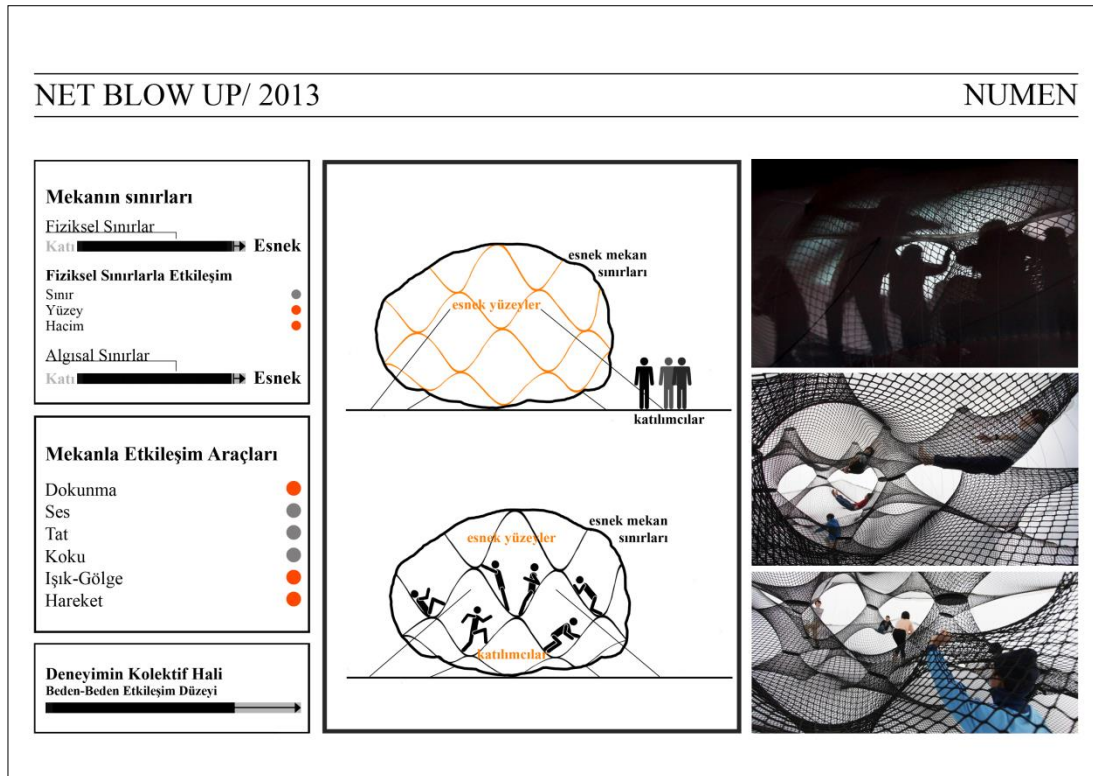 NET BLOW UP/ 2013
NUMEN
Mekanın sınırları
Fiziksel Sınırlar
Katı Esnek
Fiziksel Sınırlarla Etkileşim
Sınır
Yüzey
Hacim
Algısal Sınırlar
Katı Esnek
Mekanla Etkileşim Araçları
Dokunma
Ses
Tat
Koku
Işık-Gölge
Hareket
Deneyimin Kolektif Hali
Beden-Beden Etkileşim Düzeyi
esnek mekan
sınırları
esnek yüzeyler
katılımcılar
esnek mekan
sınırları
esnek yüzeyler
katılımcılar